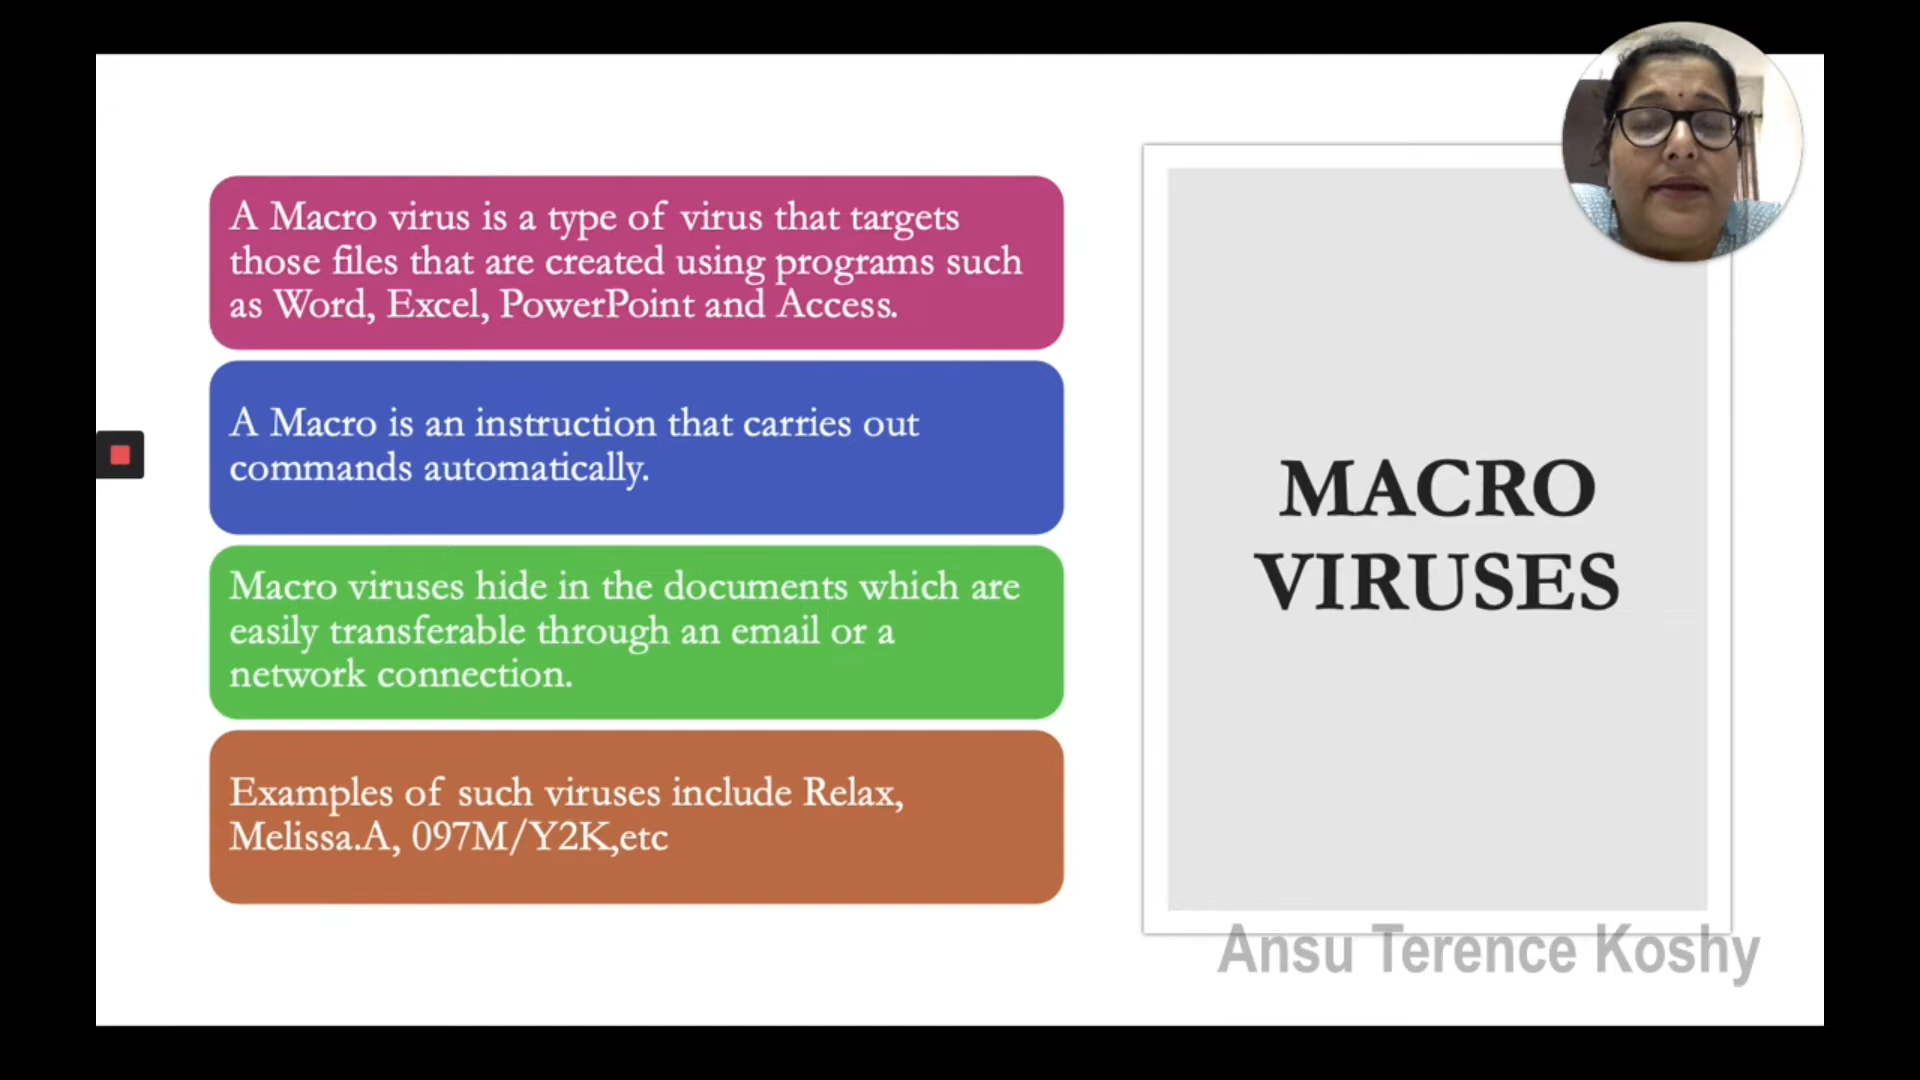 A Macro virus is a type of virus that targets
those files that are created using programs such
as Word, Excel, PowerPoint and Access.
A Macro is an instruction that carries out
commands automatically.
Macro viruses hide in the documents which are
easily transferable through an email or a
network connection.
Examples of such viruses include Relax,
Melissa.A, 097M/Y2K,etc
MACRO
VIRUSES
Ansu Terence Koshy